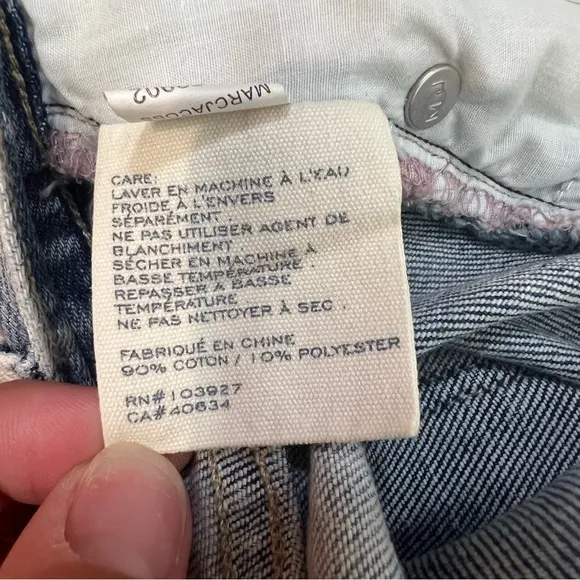 MARCJACOBS
CARE:
LAVER EN MACHINE À L'EAU
FROIDE À L'ENVERS
SÉPARÉMENT .
NE PAS UTILISER AGENT DE
BLANCHIMENT .
SÉCHER EN MACHINE À
BASSE TEMPÉRATURE .
REPASSER A BASSE
TEMPÉRATURE .
NE PAS NETTOYER À SEC .
FABRIQUÉ EN CHINE
90% COTON / 10% POLYESTER
RN#103927
CA#40634